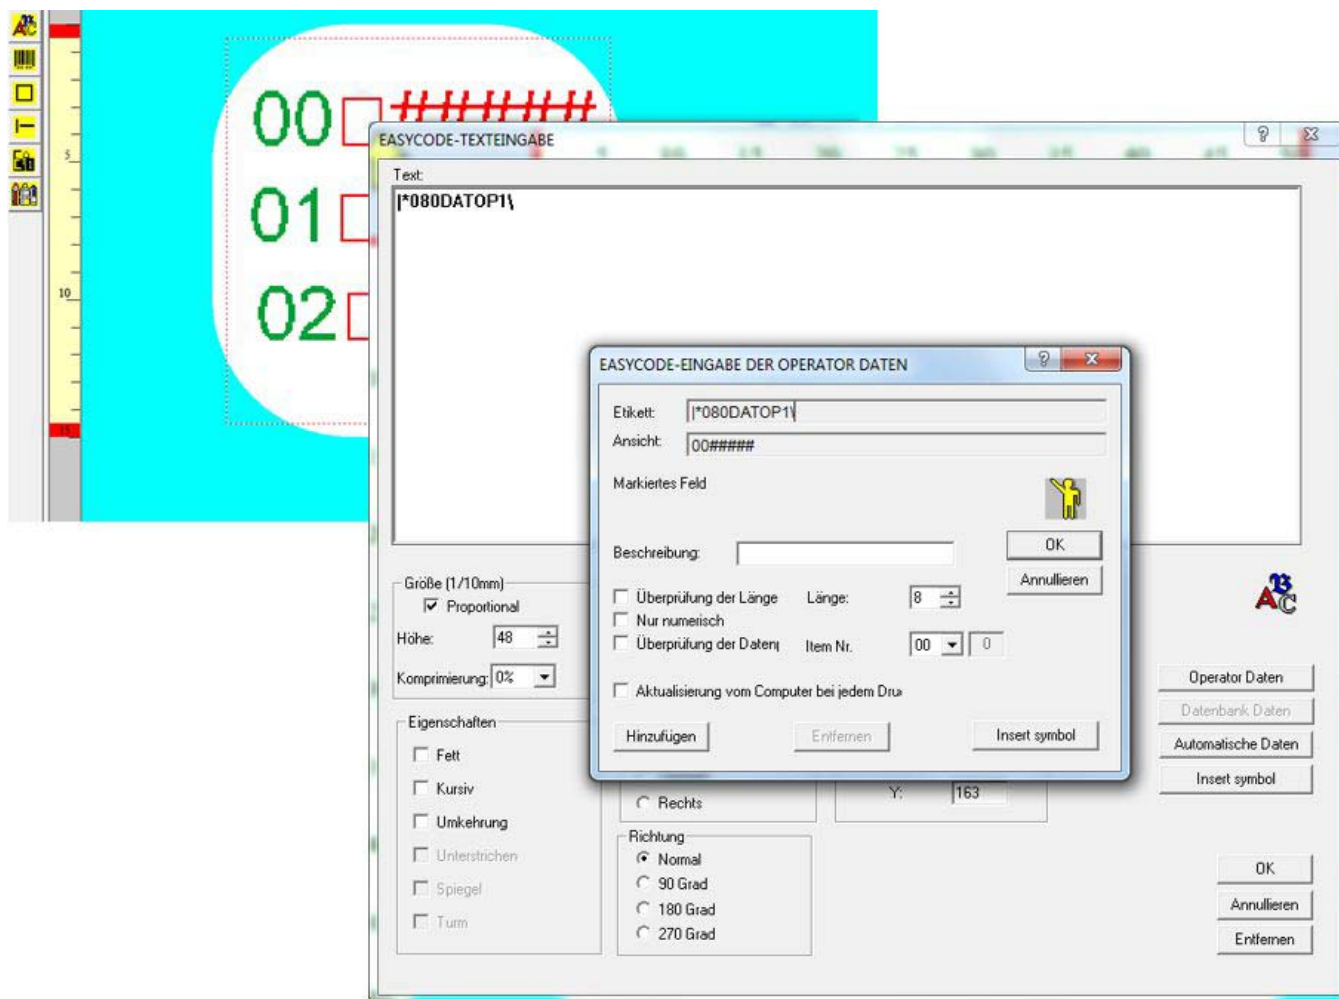 00□######
01
02
5
10
15
EASYCODE-TEXTEINGABE
Text:
|*080DATOP1\
EASYCODE-EINGABE DER OPERATOR DATEN
Etikett: |*080DATOP1\
Ansicht: 00#####
Markiertes Feld
OK
Beschreibung:
Annullieren
Überprüfung der Länge Länge: 8
Nur numerisch
Überprüfung der Daten Item Nr. 00 0
Aktualisierung vom Computer bei jedem Dru
Hinzufügen Entfernen Insert symbol
Größe (1/10mm)
Proportional
Höhe: 48
Komprimierung: 0%
Eigenschaften
Fett
Kursiv
Umkehrung
Unterstrichen
Spiegel
Turm
Rechts
Y: 163
Richtung
Normal
90 Grad
180 Grad
270 Grad
ABC
Operator Daten
Datenbank Daten
Automatische Daten
Insert symbol
OK
Annullieren
Entfernen